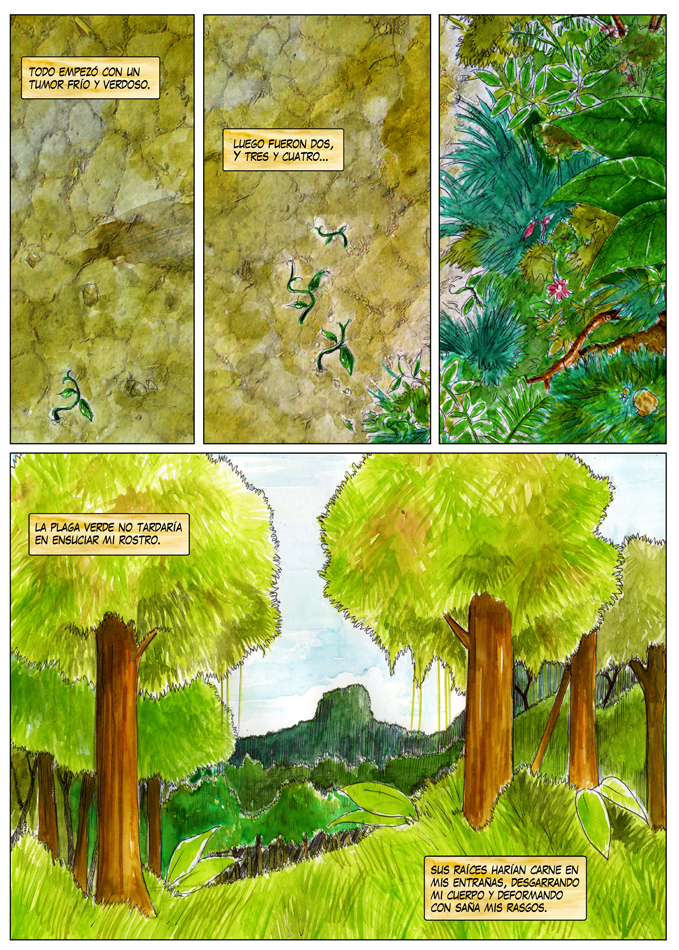 TODO EMPEZÓ CON UN
TUMOR FRÍO Y VERDOSO.
LUEGO FUERON DOS,
Y TRES Y CUATRO...
LA PLAGA VERDE NO TARDARÍA
EN ENSUCIAR MI ROSTRO.
SUS RAÍCES HARÍAN CARNE EN
MIS ENTRAÑAS, DESGARRANDO
MI CUERPO Y DEFORMANDO
CON SAÑA MIS RASGOS.